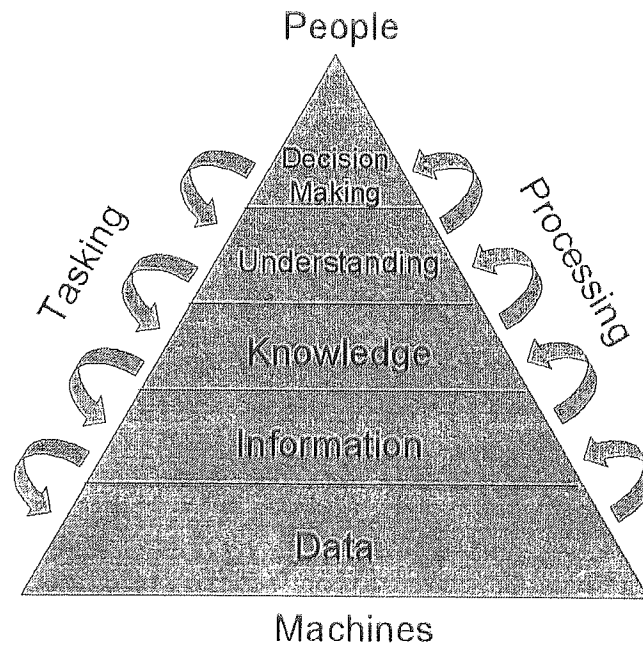 People
Decision
Making
Tasking
Processing
Understanding
Knowledge
Information
Data
Machines